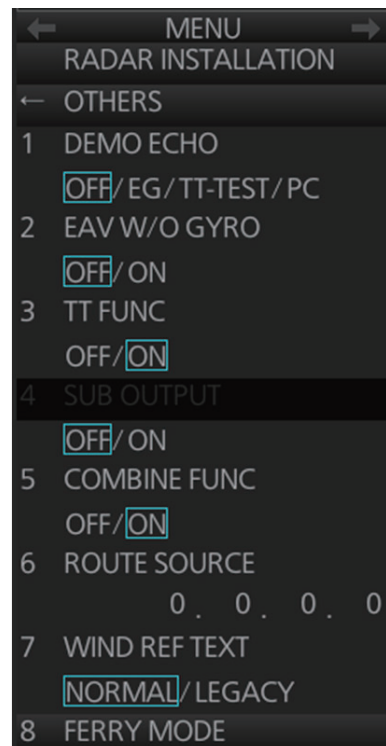 ← MENU →
RADAR INSTALLATION
← OTHERS
1 DEMO ECHO
OFF/EG/TT-TEST/PC
2 EAV W/O GYRO
OFF/ON
3 TT FUNC
OFF/ON
4 SUB OUTPUT
OFF/ON
5 COMBINE FUNC
OFF/ON
6 ROUTE SOURCE
0. 0. 0. 0
7 WIND REF TEXT
NORMAL/LEGACY
8 FERRY MODE